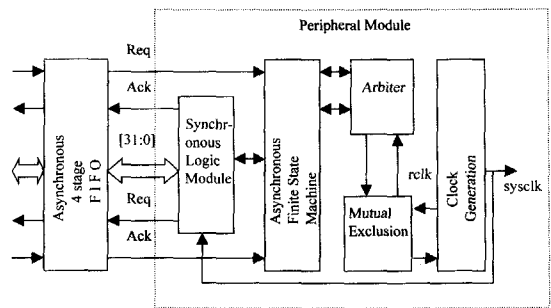 Peripheral Module
Req
Ack
[31:0]
Req
Ack
Asynchronous
4 stage
F I F O
Synchr-
onous
Logic
Module
Asynchronous
Finite State
Machine
Arbiter
rclk
Mutual
Exclusion
Clock
Generation
sysclk